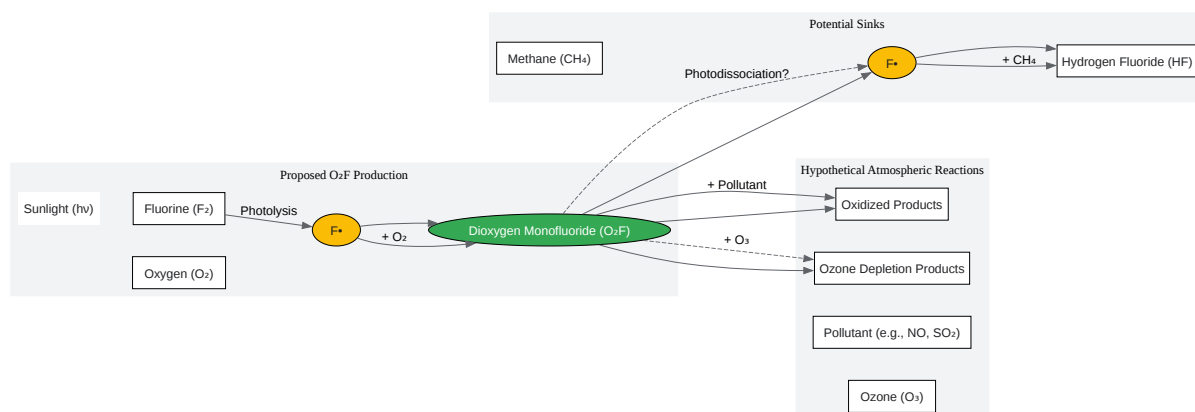 Potential Sinks
Methane (CH₄)
Photodissociation?
F•
+ CH₄
Hydrogen Fluoride (HF)
Proposed O₂F Production
Sunlight (hν)
Fluorine (F₂)
Photolysis
F•
+ O₂
Oxygen (O₂)
Dioxygen Monofluoride (O₂F)
Hypothetical Atmospheric Reactions
+ Pollutant
Oxidized Products
+ O₃
Ozone Depletion Products
Pollutant (e.g., NO, SO₂)
Ozone (O₃)